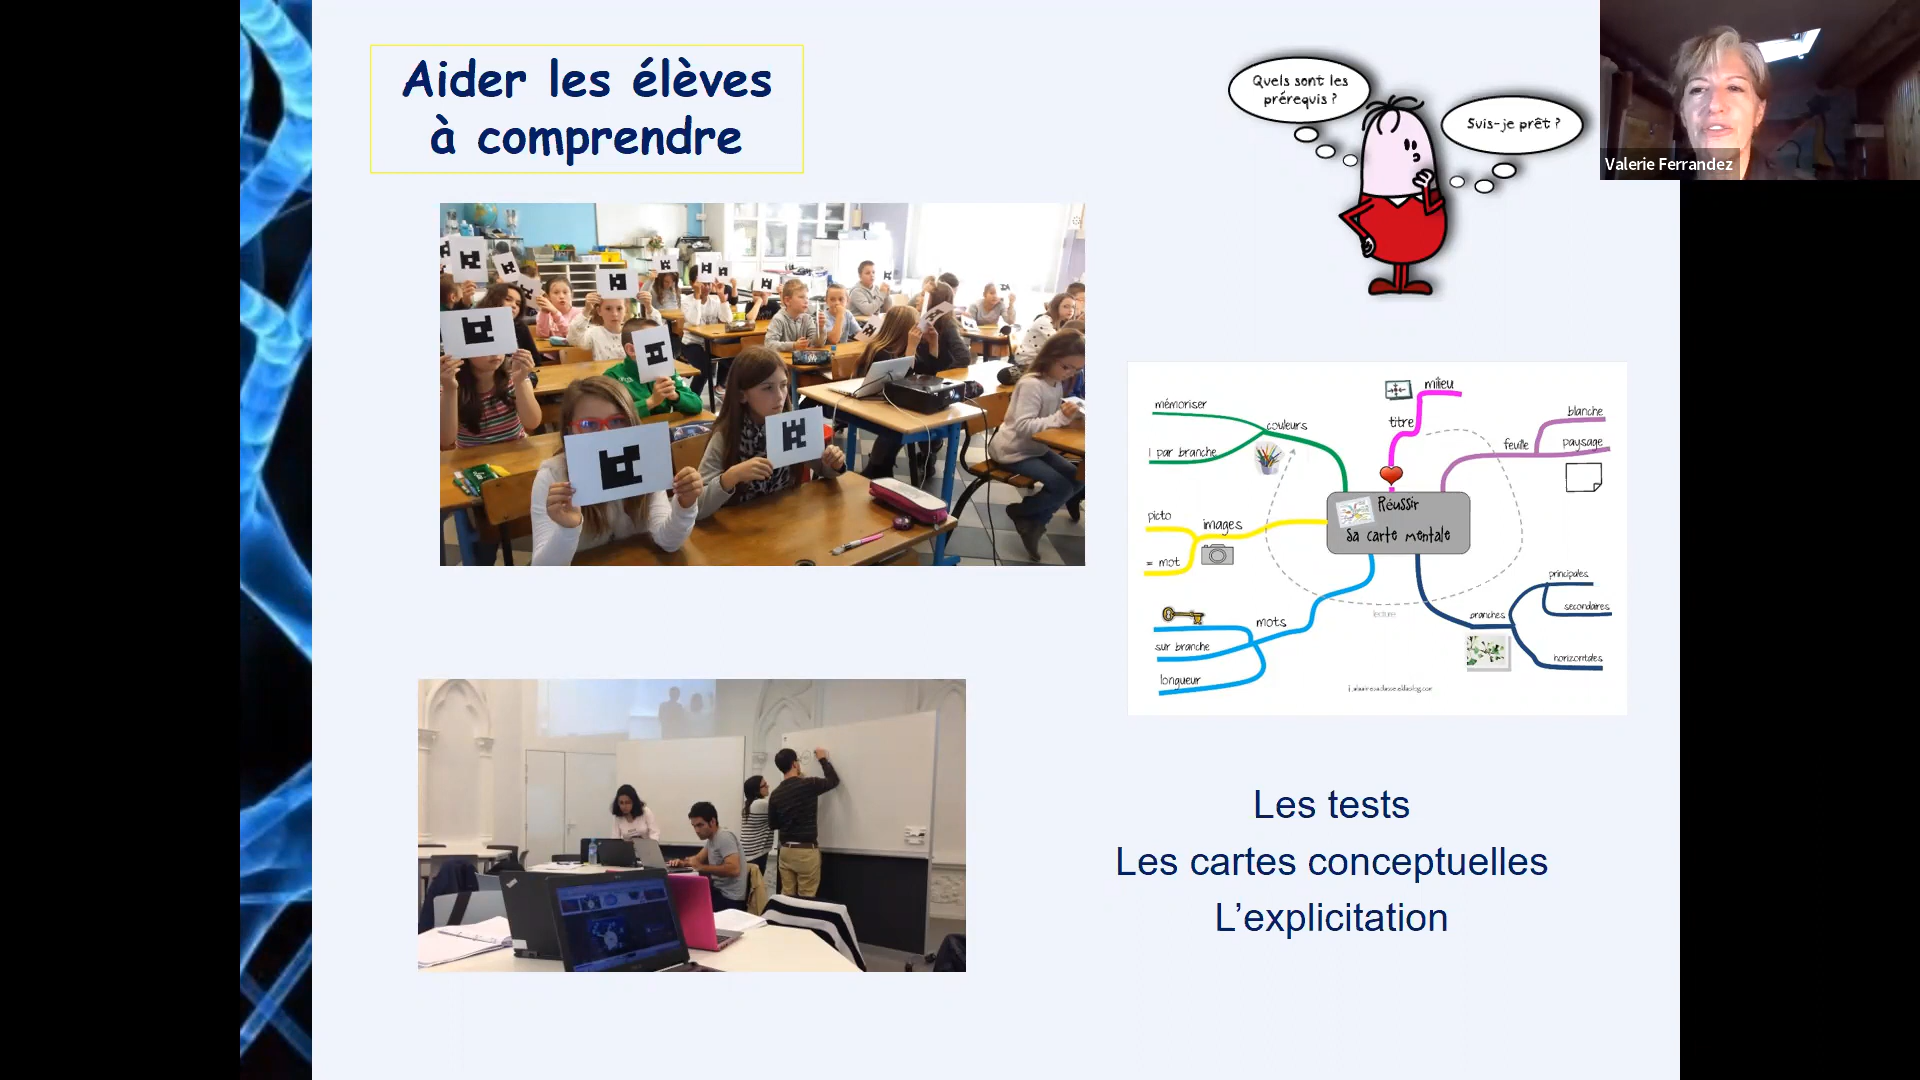 Aider les élèves
à comprendre
Quels sont les
prérequis ?
Suis-je prêt ?
Valerie Ferrandez
mémoriser
couleurs
1 par branche
milieu
titre
blanche
feuille
paysage
picto
images
= mot
Réussir
Sa carte mentale
principales
secondaires
branches
horizontales
lecture
mots
sur branche
longueur
Les tests
Les cartes conceptuelles
L’explicitation